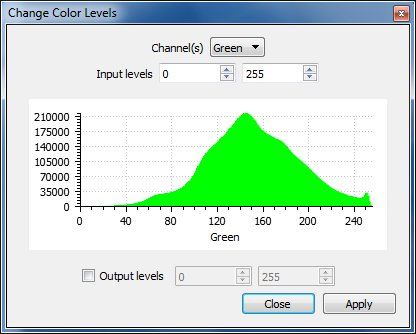 Change Color Levels
Channel(s) Green
Input levels 0 255
210000
175000
140000
105000
70000
35000
0
0 40 80 120 160 200 240
Green
Output levels 0 255
Close Apply